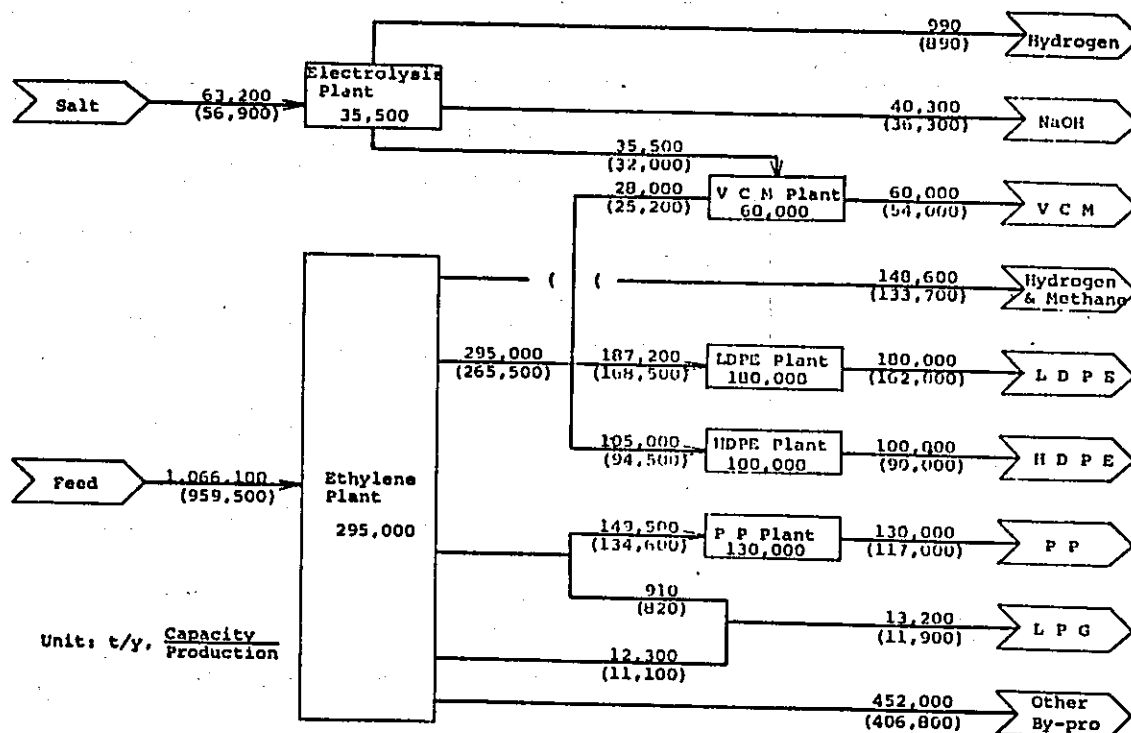 990
(890)
Hydrogen
Salt
63,200
(56,900)
Electrolysis
Plant
35,500
40,300
(36,300)
NaOH
35,500
(32,000)
28,000
(25,200)
V C M Plant
60,000
60,000
(54,000)
V C M
148,600
(133,700)
Hydrogen
& Methane
295,000
(265,500)
187,200
(168,500)
LDPE Plant
180,000
180,000
(162,000)
L D P E
105,000
(94,500)
HDPE Plant
100,000
100,000
(90,000)
H D P E
Feed
1,066,100
(959,500)
Ethylene
Plant
295,000
149,500
(134,600)
P P Plant
130,000
130,000
(117,000)
P P
910
(820)
13,200
(11,900)
L P G
Unit: t/y, Capacity
Production
12,300
(11,100)
452,000
(406,800)
Other
By-pro